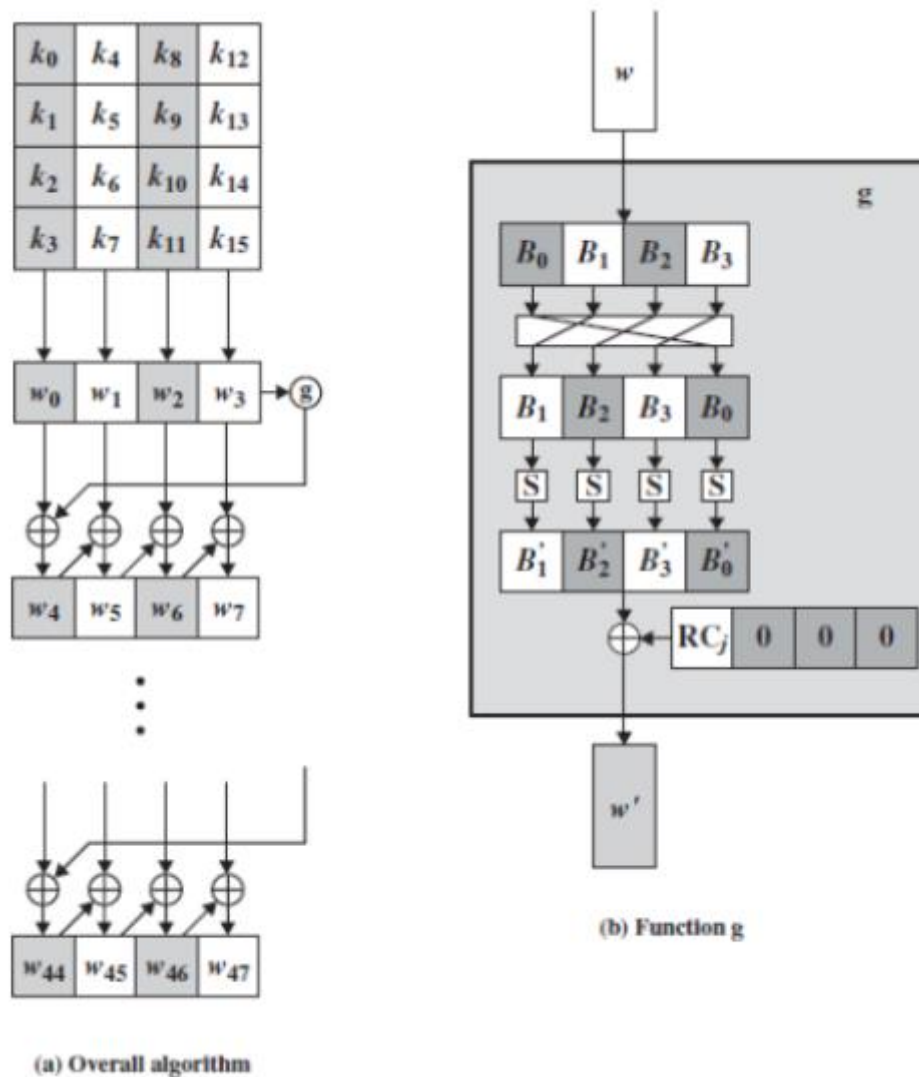 k0 k4 k8 k12
k1 k5 k9 k13
k2 k6 k10 k14
k3 k7 k11 k15
w0 w1 w2 w3 g
w4 w5 w6 w7
w44 w45 w46 w47
(a) Overall algorithm
w
g
B0 B1 B2 B3
B1 B2 B3 B0
S S S S
B'1 B'2 B'3 B'0
RCj 0 0 0
w'
(b) Function g